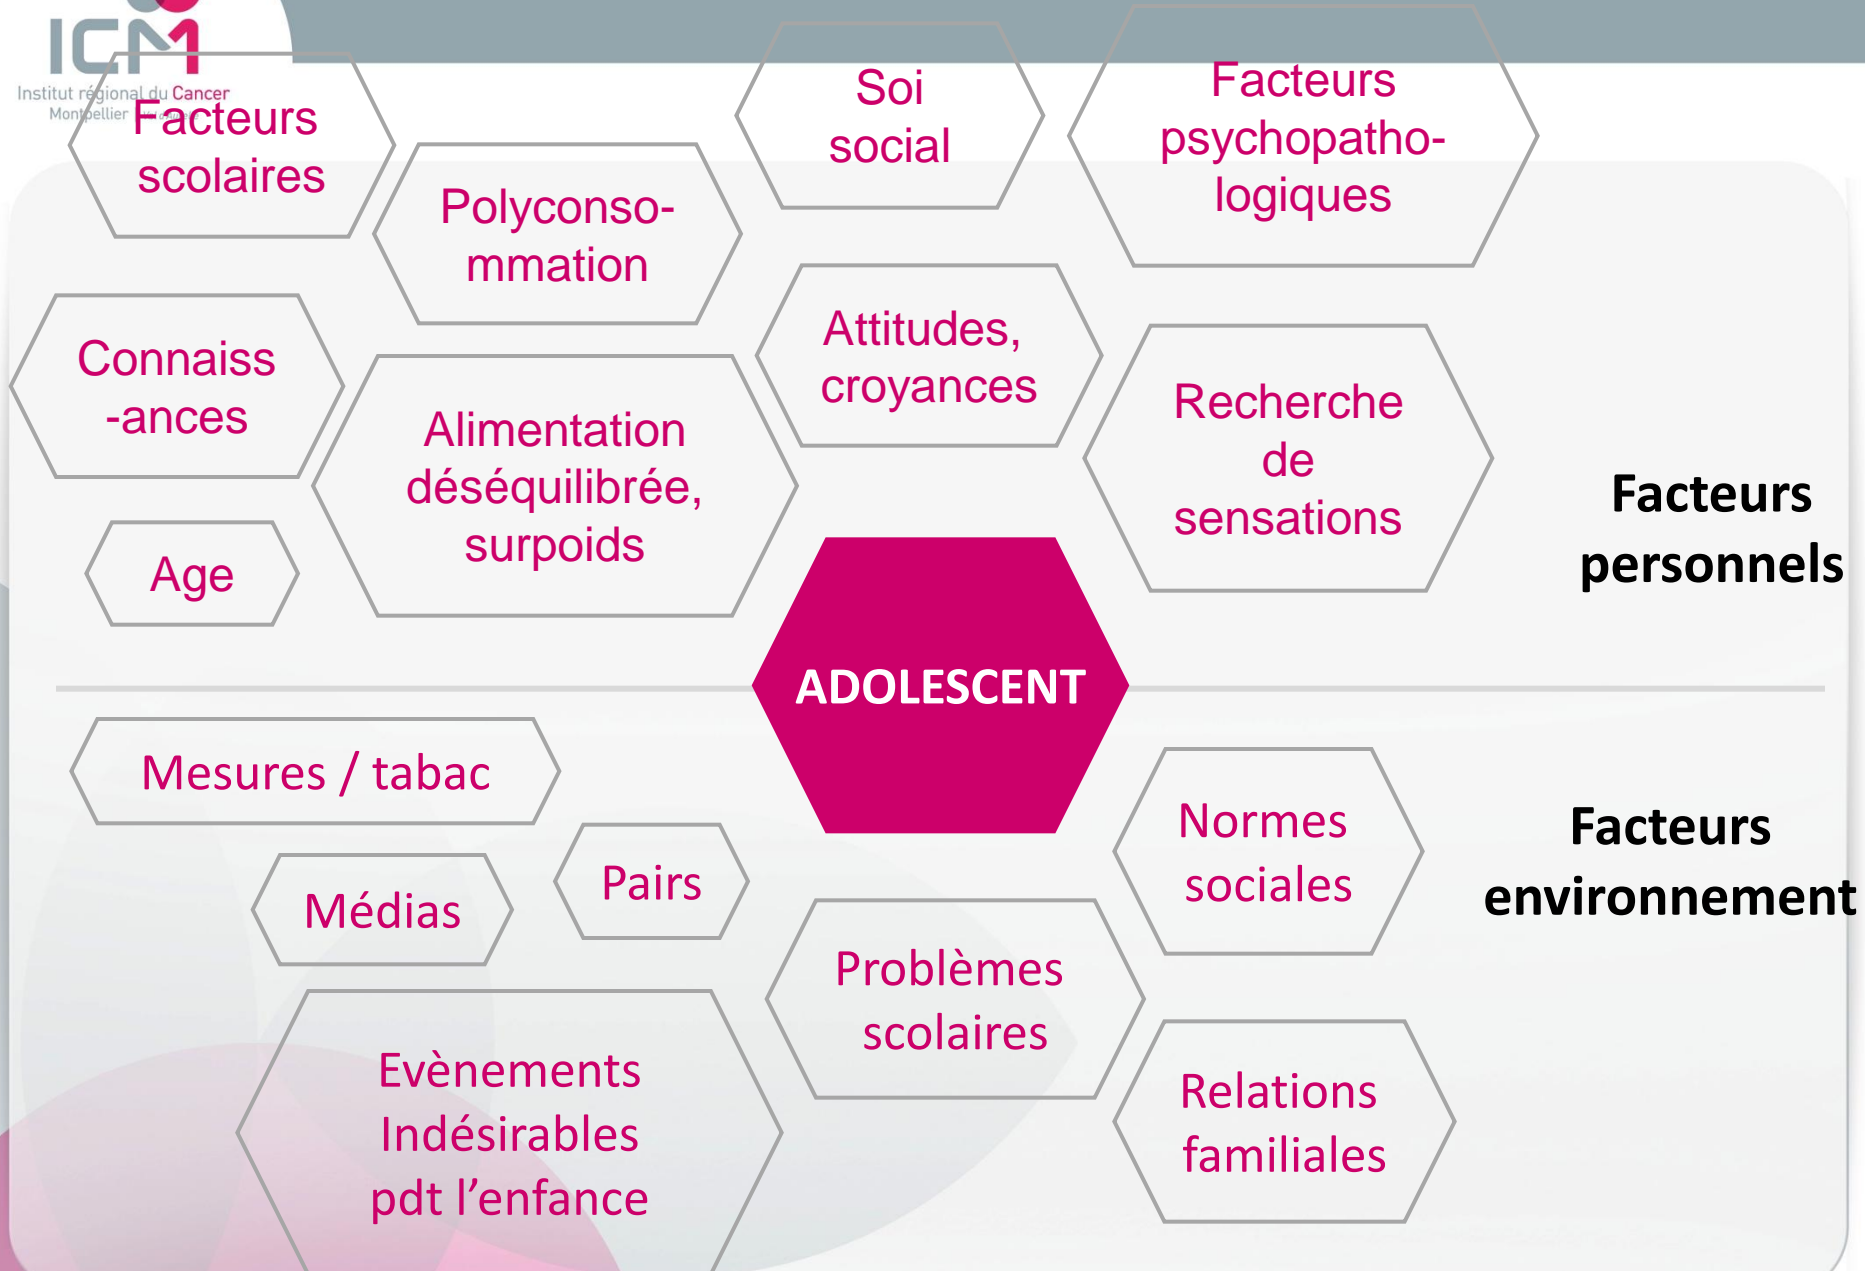 ICM
Institut régional du Cancer
Montpellier
Facteurs
scolaires
Polyconso-
mmation
Soi
social
Facteurs
psychopatho-
logiques
Connaiss
-ances
Alimentation
déséquilibrée,
surpoids
Attitudes,
croyances
Recherche
de
sensations
Age
Facteurs
personnels
ADOLESCENT
Mesures / tabac
Médias
Pairs
Normes
sociales
Facteurs
environnement
Problèmes
scolaires
Evènements
Indésirables
pdt l’enfance
Relations
familiales